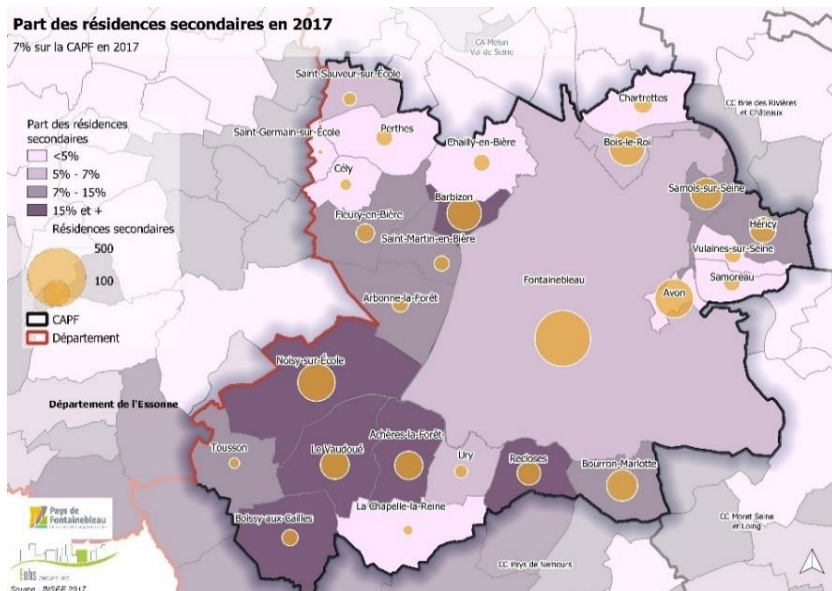 Part des résidences secondaires en 2017
7% sur la CAPF en 2017
Part des résidences
secondaires
<5%
5% - 7%
7% - 15%
15% et +
Résidences secondaires
500
100
CAPF
Département
CA Melun
Val de Seine
Saint-Sauveur-sur-École
Chartrettes
CC Brie des Rivières
et Châteaux
Saint-Germain-sur-École
Perthes
Chailly-en-Bière
Bois-le-Roi
Cély
Barbizon
Samois-sur-Seine
Fleury-en-Bière
Héricy
Saint-Martin-en-Bière
Vulaines-sur-Seine
Fontainebleau
Samoreau
Avon
Arbonne-la-Forêt
Noisy-sur-École
Département de l'Essonne
Achères-la-Forêt
Tousson
Le Vaudoué
Ury
Recloses
Bourron-Marlotte
La Chapelle-la-Reine
Boissy-aux-Cailles
Pays de
Fontainebleau
CC Moret Seine
et Loing
CC Pays de Nemours
Eohs
Source : INSEE 2017